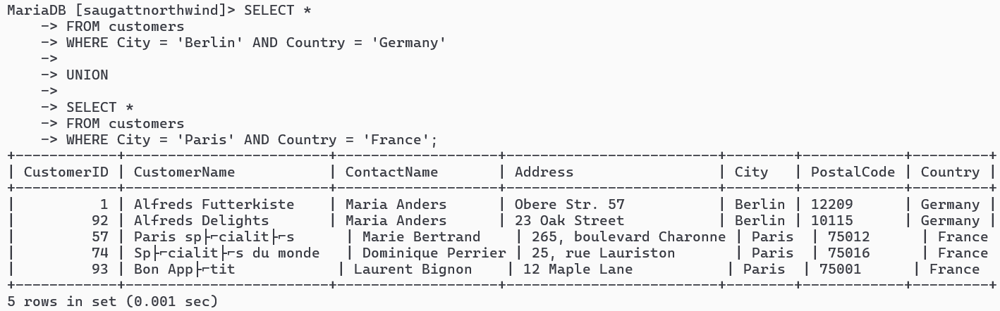 MariaDB [saugattnorthwind]> SELECT *
    -> FROM customers
    -> WHERE City = 'Berlin' AND Country = 'Germany'
    ->
    -> UNION
    ->
    -> SELECT *
    -> FROM customers
    -> WHERE City = 'Paris' AND Country = 'France';
+------------+------------------------+-------------------+-------------------------+--------+------------+---------+
| CustomerID | CustomerName           | ContactName       | Address                 | City   | PostalCode | Country |
+------------+------------------------+-------------------+-------------------------+--------+------------+---------+
|          1 | Alfreds Futterkiste    | Maria Anders      | Obere Str. 57           | Berlin | 12209      | Germany |
|         92 | Alfreds Delights       | Maria Anders      | 23 Oak Street           | Berlin | 10115      | Germany |
|         57 | Paris sp├⌐cialit├⌐s    | Marie Bertrand    | 265, boulevard Charonne | Paris  | 75012      | France
|         74 | Sp├⌐cialit├⌐s du monde   | Dominique Perrier | 25, rue Lauriston       | Paris  | 75016      | France
|         93 | Bon App├⌐tit            | Laurent Bignon    | 12 Maple Lane           | Paris  | 75001      | France
+------------+------------------------+-------------------+-------------------------+--------+------------+---------+
5 rows in set (0.001 sec)